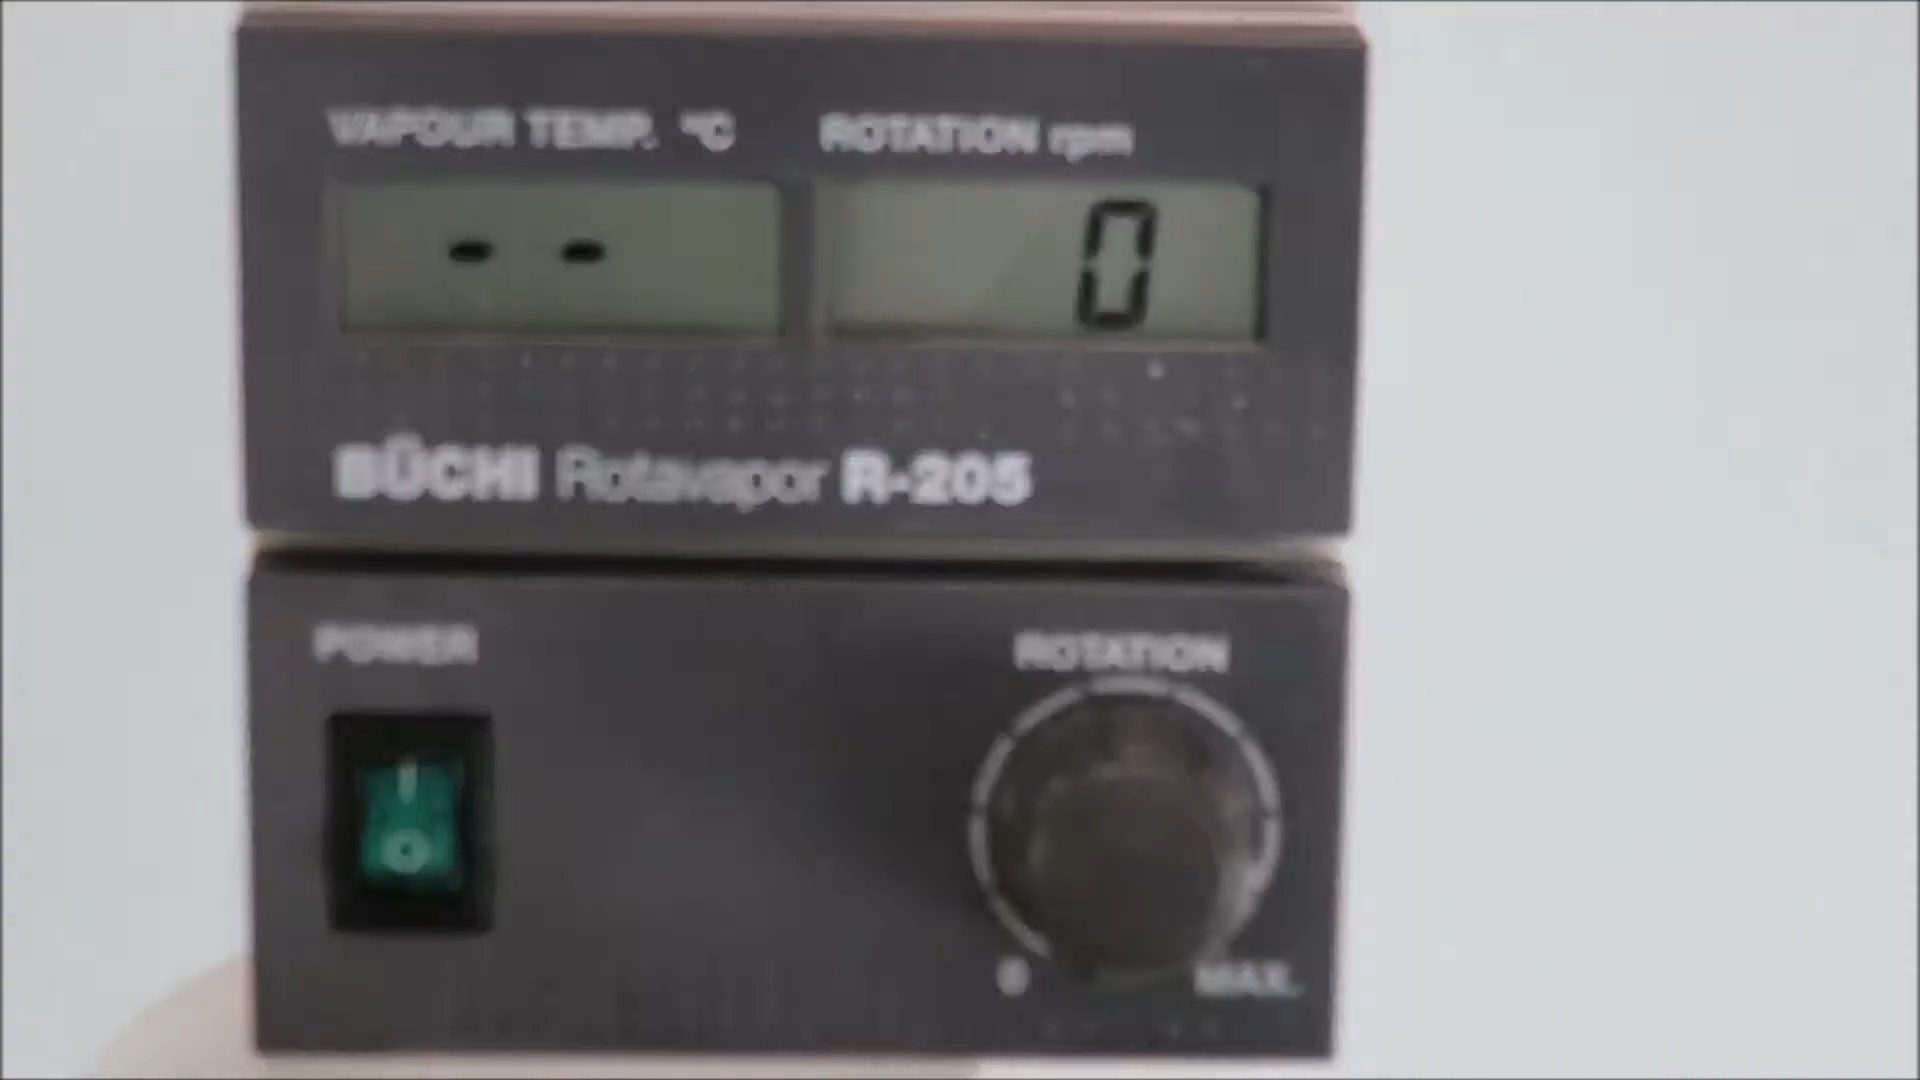 VAPOUR TEMP. °C ROTATION rpm
- - 0
BÜCHI Rotavapor R-205
POWER ROTATION
I
O
0 MAX.